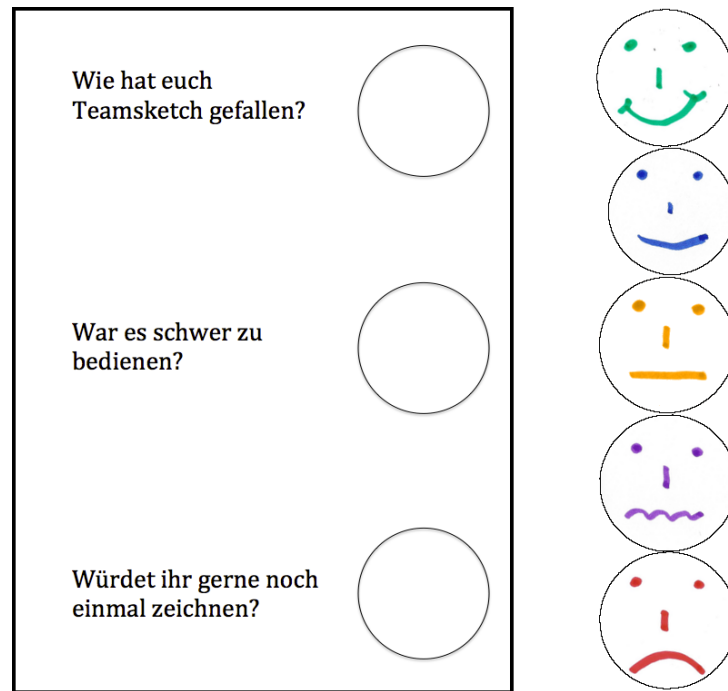 Wie hat euch
Teamsketch gefallen?
War es schwer zu
bedienen?
Würdet ihr gerne noch
einmal zeichnen?